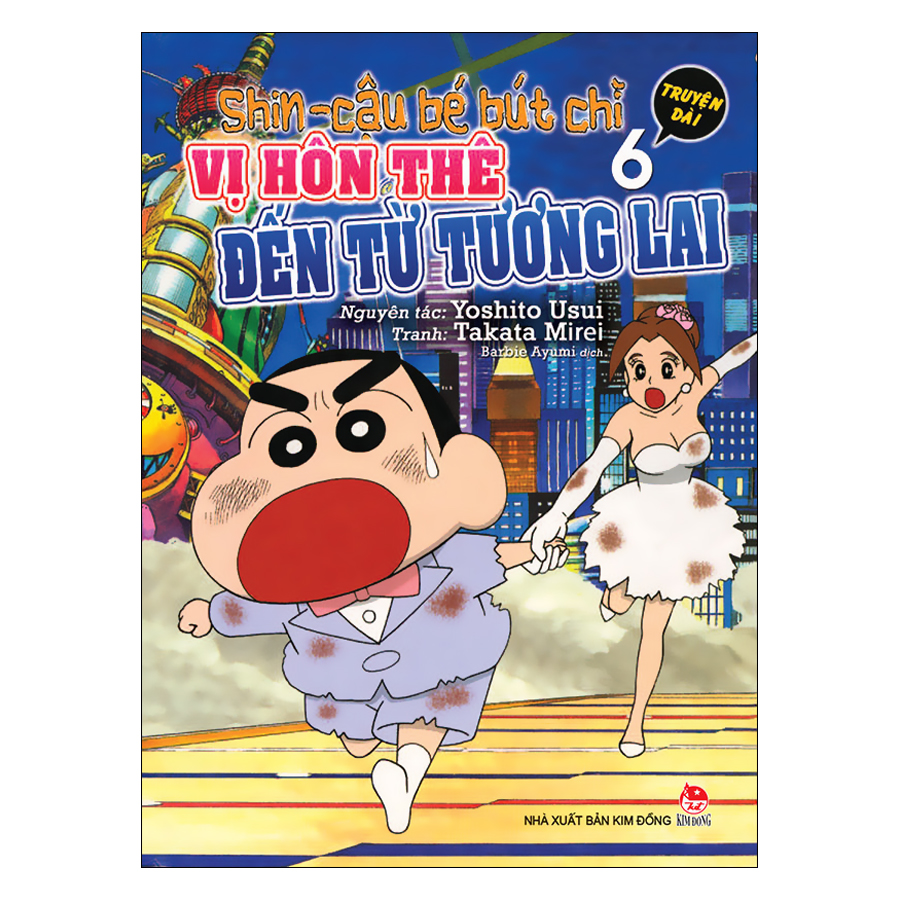 Shin-cậu bé bút chì
TRUYỆN
DÀI
6
VỊ HÔN THÊ
ĐẾN TỪ TƯƠNG LAI
Nguyên tác: Yoshito Usui
Tranh: Takata Mirei
Barbie Ayumi dịch.
NHÀ XUẤT BẢN KIM ĐỒNG
KIM ĐỒNG